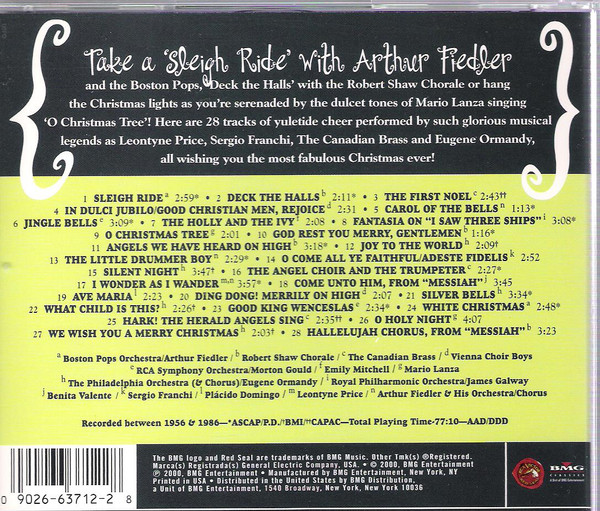 Take a 'Sleigh Ride' with Arthur Fiedler
and the Boston Pops, 'Deck the Halls' with the Robert Shaw Chorale or hang
the Christmas lights as you're serenaded by the dulcet tones of Mario Lanza singing
'O Christmas Tree'! Here are 28 tracks of yuletide cheer performed by such glorious musical
legends as Leontyne Price, Sergio Franchi, The Canadian Brass and Eugene Ormandy,
all wishing you the most fabulous Christmas ever!
1 SLEIGH RIDE a 2:59* • 2 DECK THE HALLS b 2:11* • 3 THE FIRST NOEL c 2:43††
4 IN DULCI JUBILO/GOOD CHRISTIAN MEN, REJOICE d 2:31 • 5 CAROL OF THE BELLS n 1:13*
6 JINGLE BELLS e 3:09* • 7 THE HOLLY AND THE IVY f 2:08 • 8 FANTASIA ON "I SAW THREE SHIPS" i 3:08*
9 O CHRISTMAS TREE g 2:01 • 10 GOD REST YOU MERRY, GENTLEMEN b 1:16*
11 ANGELS WE HAVE HEARD ON HIGH b 3:18* • 12 JOY TO THE WORLD h 2:09†
13 THE LITTLE DRUMMER BOY n 2:29* • 14 O COME ALL YE FAITHFUL/ADESTE FIDELIS k 2:52
15 SILENT NIGHT h 3:47† • 16 THE ANGEL CHOIR AND THE TRUMPETER c 2:27*
17 I WONDER AS I WANDER m,n 3:57* • 18 COME UNTO HIM, FROM "MESSIAH" j 3:45
19 AVE MARIA l 2:23 • 20 DING DONG! MERRILY ON HIGH d 2:07 • 21 SILVER BELLS h 3:34*
22 WHAT CHILD IS THIS? h 2:26† • 23 GOOD KING WENCESLAS e 2:34* • 24 WHITE CHRISTMAS a 2:48*
25 HARK! THE HERALD ANGELS SING c 2:35†† • 26 O HOLY NIGHT g 4:07
27 WE WISH YOU A MERRY CHRISTMAS h 2:03† • 28 HALLELUJAH CHORUS, FROM "MESSIAH" b 3:23
a Boston Pops Orchestra/Arthur Fiedler / b Robert Shaw Chorale / c The Canadian Brass / d Vienna Choir Boys
e RCA Symphony Orchestra/Morton Gould / f Emily Mitchell / g Mario Lanza
h The Philadelphia Orchestra (& Chorus)/Eugene Ormandy / i Royal Philharmonic Orchestra/James Galway
j Benita Valente / k Sergio Franchi / l Plácido Domingo / m Leontyne Price / n Arthur Fiedler & His Orchestra/Chorus
Recorded between 1956 & 1986—*ASCAP/P.D./†BMI/††CAPAC—Total Playing Time-77:10—AAD/DDD
The BMG logo and Red Seal are trademarks of BMG Music. Other Tmk(s) ®Registered.
Marca(s) Registrada(s) General Electric Company, USA. • © 2000, BMG Entertainment
℗ 2000, BMG Entertainment • Manufactured by BMG Entertainment, New York, NY
Printed in USA • Distributed in the United States by BMG Distribution,
a Unit of BMG Entertainment, 1540 Broadway, New York, New York 10036
BMG
CLASSICS
0 9026-63712-2 8